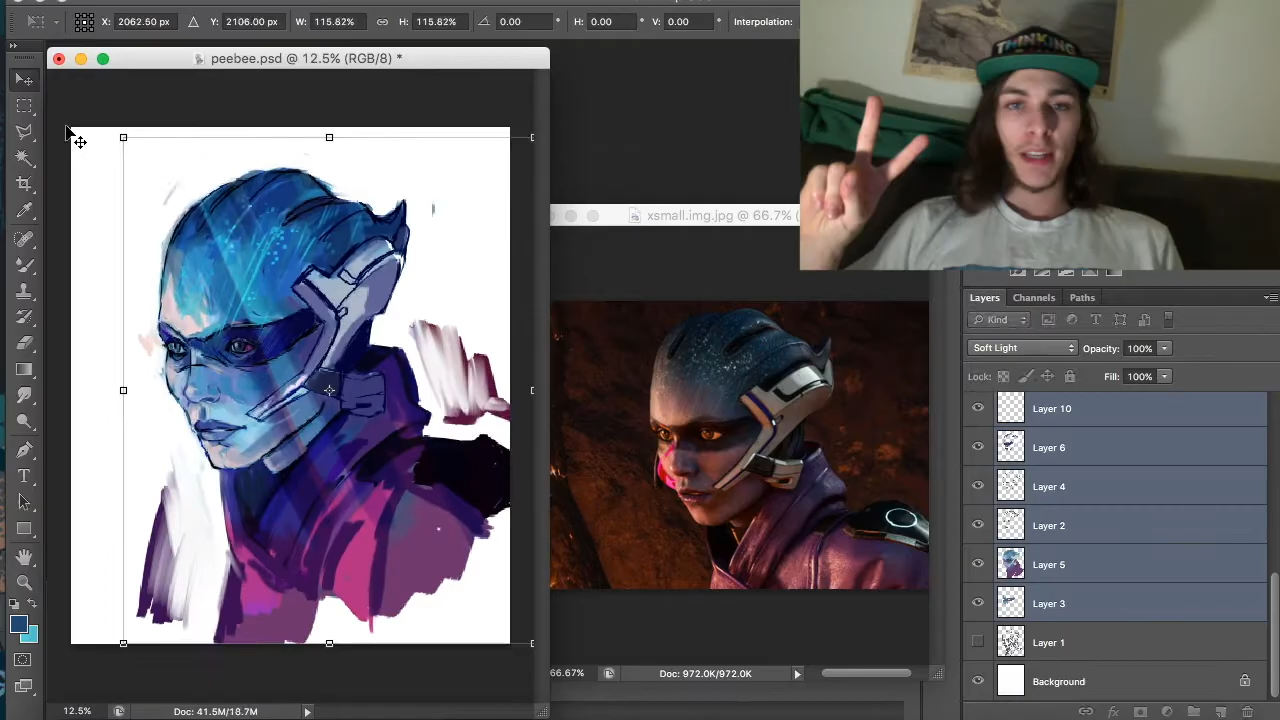 X: 2062.50 px Y: 2106.00 px W: 115.82% H: 115.82% 0.00 ° H: 0.00 ° V: 0.00 ° Interpolation:
THINKING
peebee.psd @ 12.5% (RGB/8) *
xsmall.img.jpg @ 66.7% (
Layers Channels Paths
Kind
Soft Light Opacity: 100%
Lock: Fill: 100%
Layer 10
Layer 6
Layer 4
Layer 2
Layer 5
Layer 3
Layer 1
Background
66.67% Doc: 972.0K/972.0K
12.5% Doc: 41.5M/18.7M